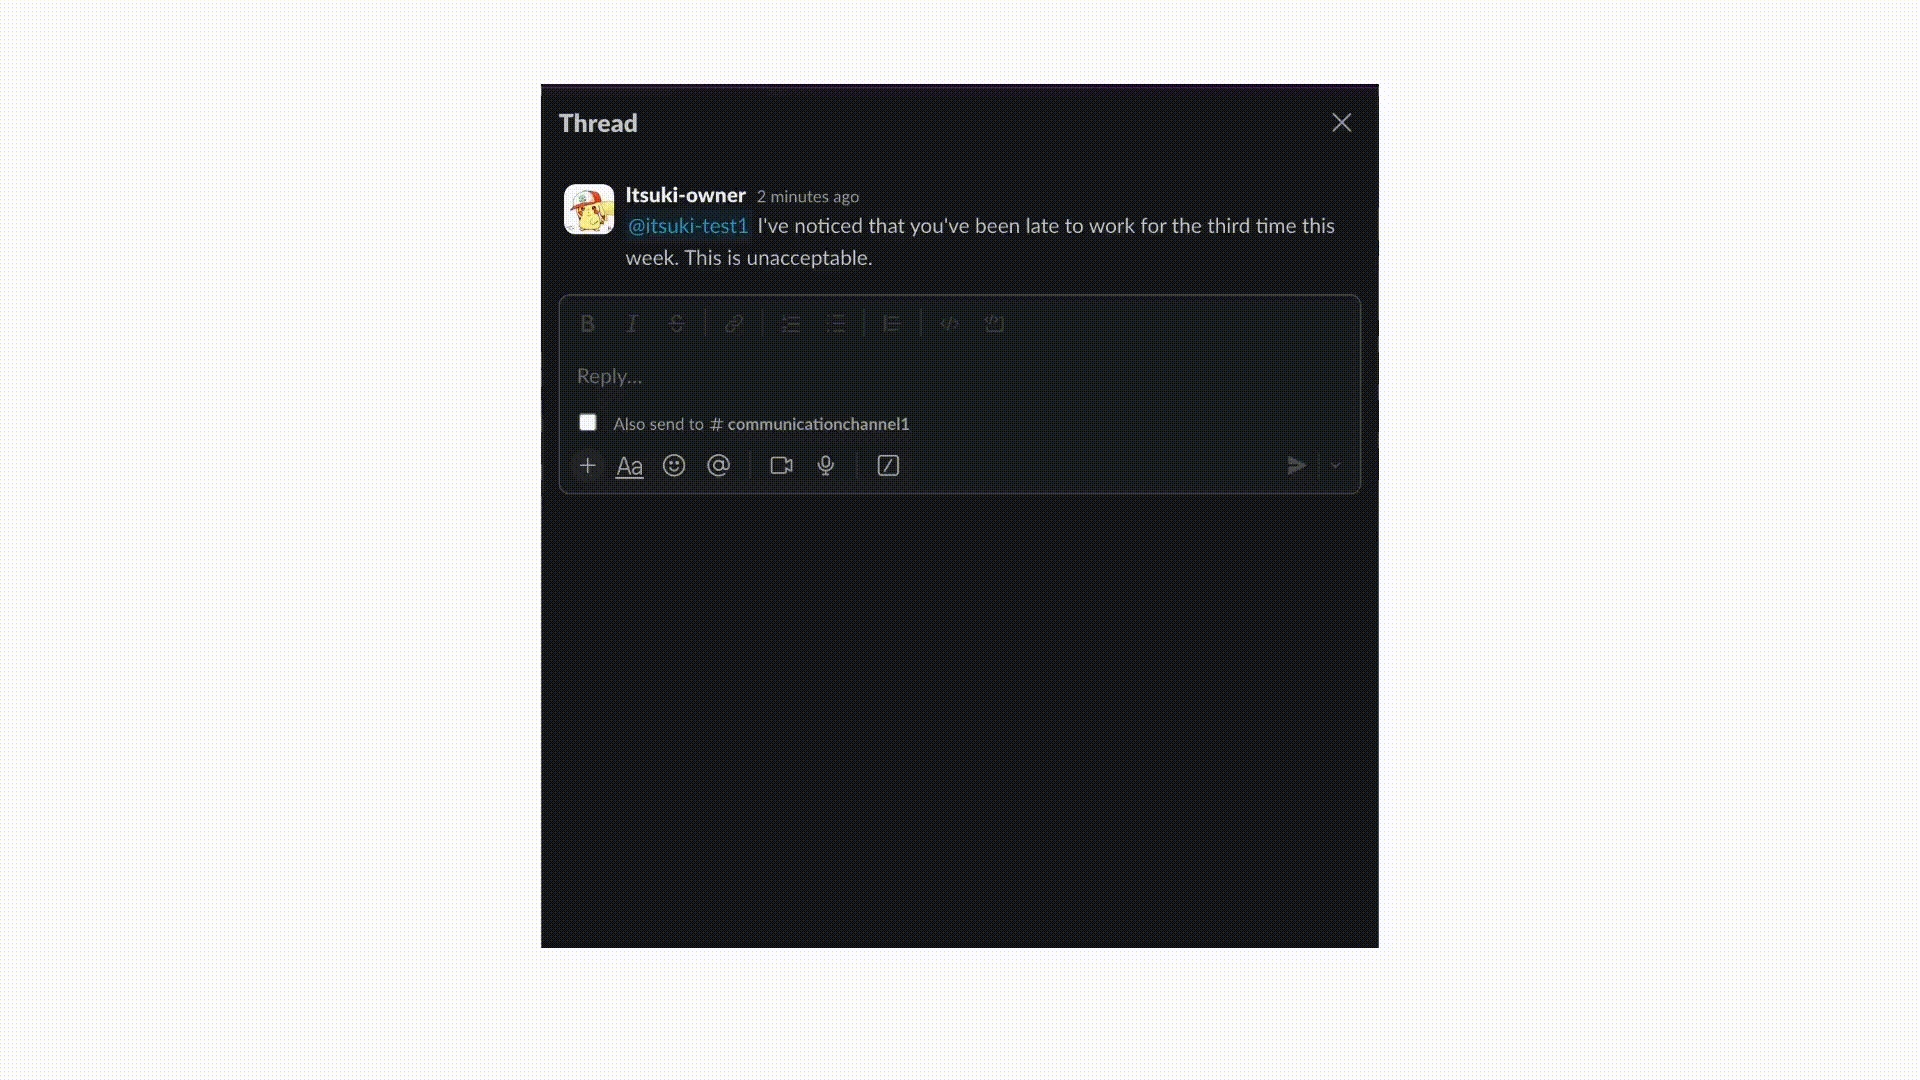 Thread
Itsuki-owner 2 minutes ago
@itsuki-test1 I've noticed that you've been late to work for the third time this
week. This is unacceptable.
Reply...
Also send to # communicationchannel1
Aa